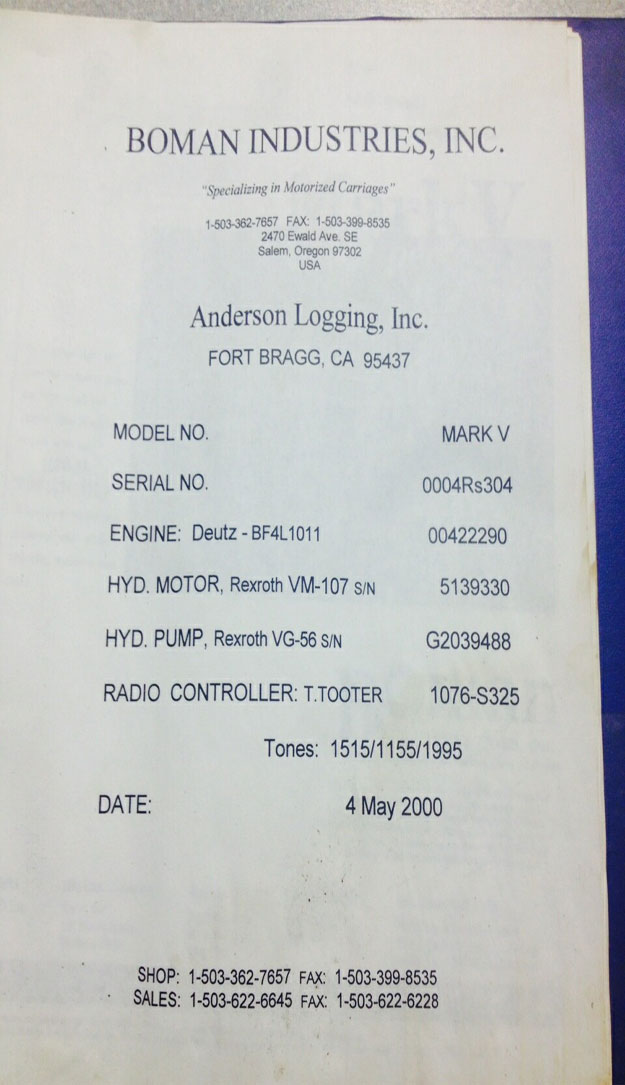 BOMAN INDUSTRIES, INC.
"Specializing in Motorized Carriages"
1-503-362-7657 FAX: 1-503-399-8535
2470 Ewald Ave. SE
Salem, Oregon 97302
USA
Anderson Logging, Inc.
FORT BRAGG, CA 95437
MODEL NO. MARK V
SERIAL NO. 0004Rs304
ENGINE: Deutz - BF4L1011 00422290
HYD. MOTOR, Rexroth VM-107 S/N 5139330
HYD. PUMP, Rexroth VG-56 S/N G2039488
RADIO CONTROLLER: T.TOOTER 1076-S325
Tones: 1515/1155/1995
DATE: 4 May 2000
SHOP: 1-503-362-7657 FAX: 1-503-399-8535
SALES: 1-503-622-6645 FAX: 1-503-622-6228